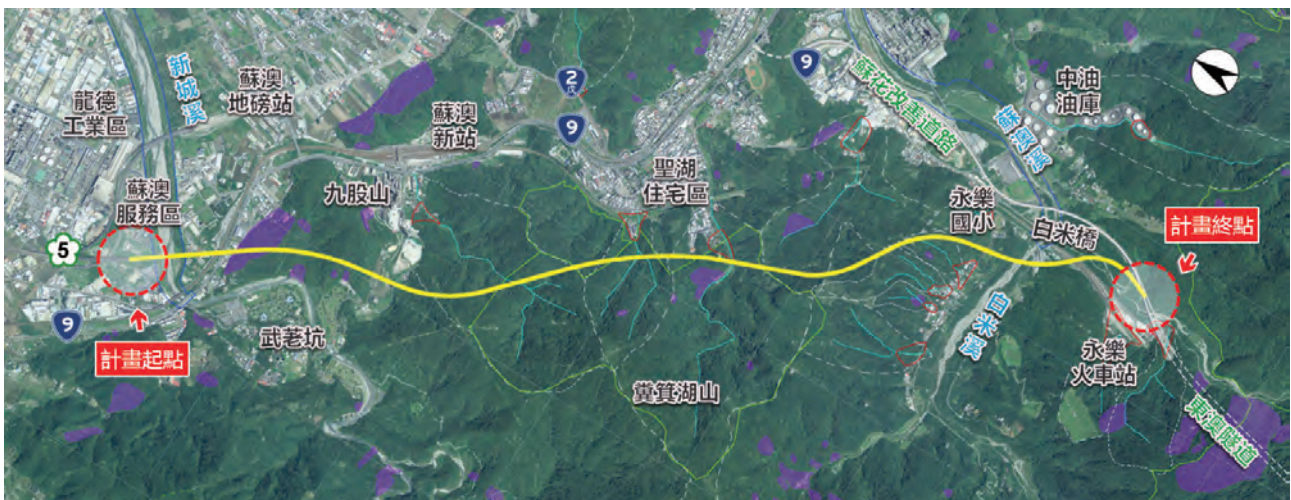 龍德
工業區
新城溪
蘇澳
地磅站
蘇澳
服務區
5
9
計畫起點
武荖坑
九股山
蘇澳
新站
2
戊
9
聖湖
住宅區
糞箕湖山
9
蘇花改善道路
蘇澳溪
中油
油庫
永樂
國小
白米橋
白米溪
計畫終點
永樂
火車站
東澳隧道